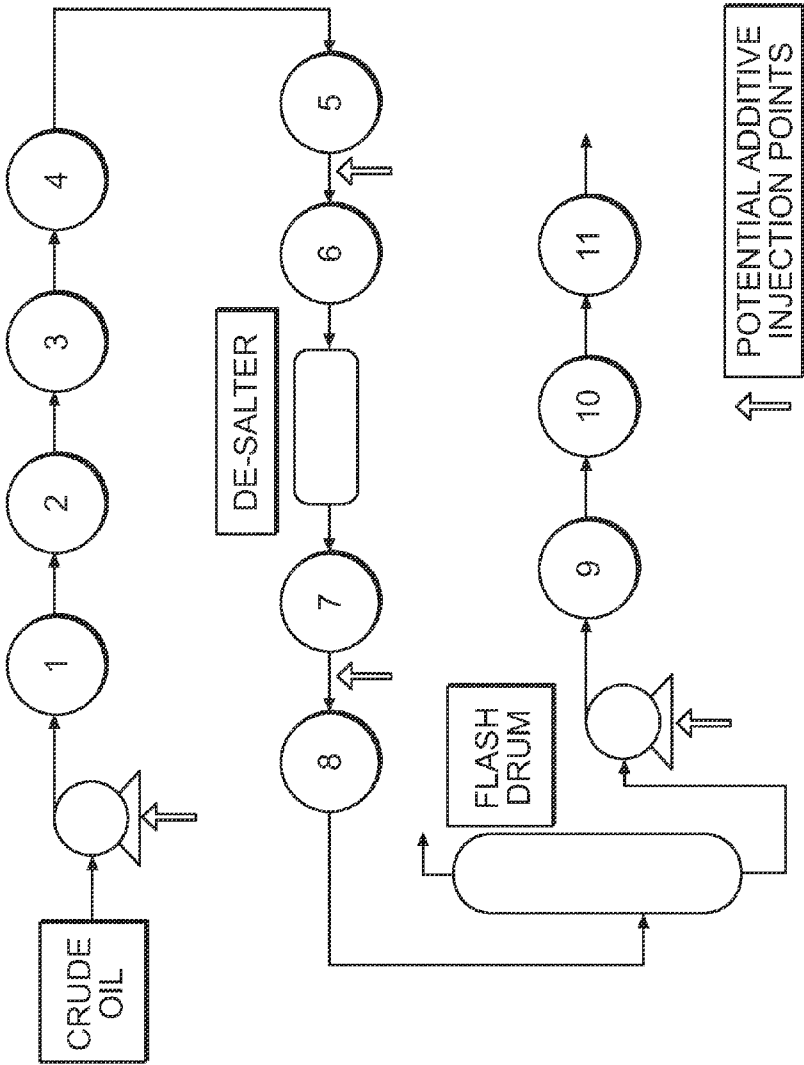 CRUDE
OIL
1
2
3
4
5
6
DE-SALTER
7
8
FLASH
DRUM
9
10
11
POTENTIAL ADDITIVE
INJECTION POINTS